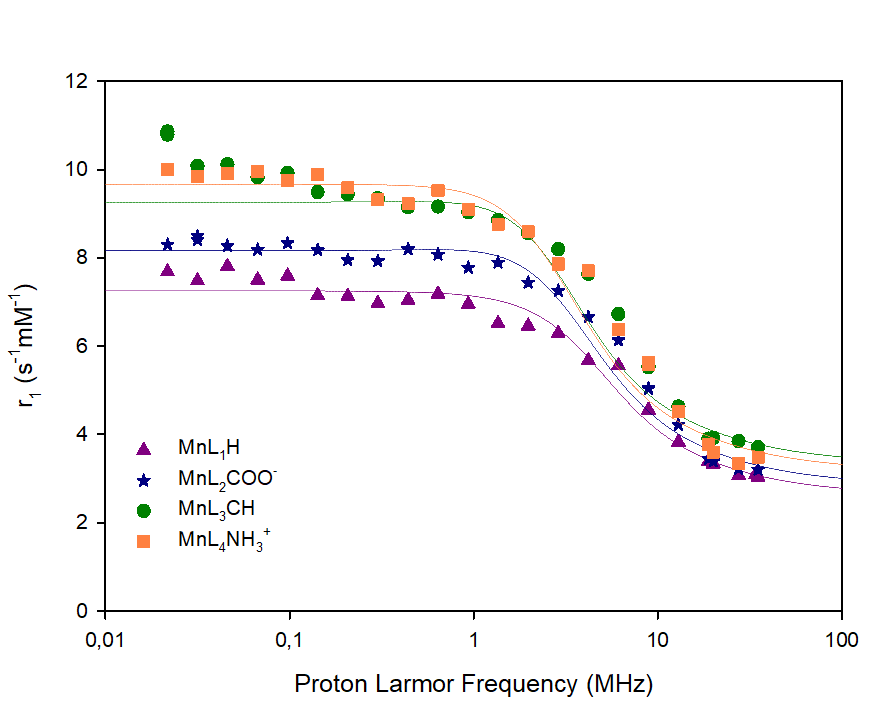 12
10
8
6
4
2
0
r₁ (s⁻¹mM⁻¹)
MnL₁H
MnL₂COO⁻
MnL₃CH
MnL₄NH₃⁺
0,01 0,1 1 10 100
Proton Larmor Frequency (MHz)